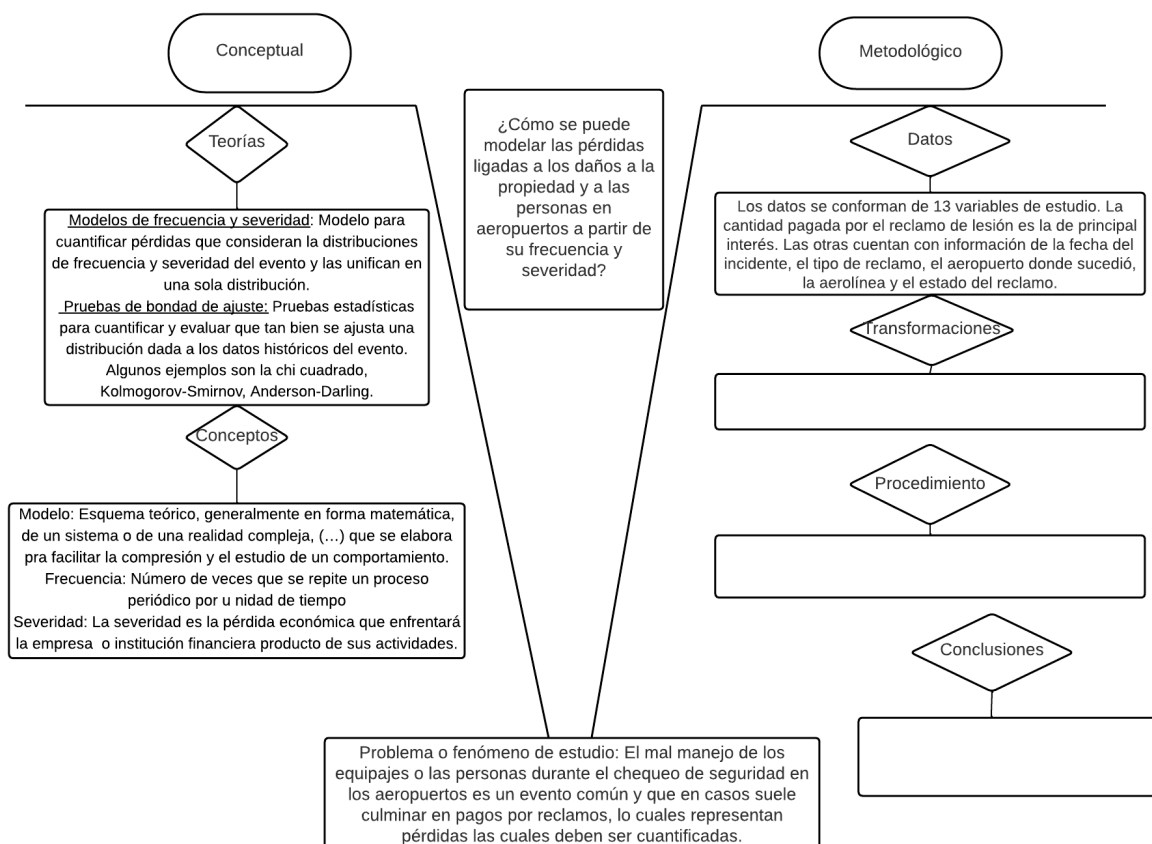 Conceptual
Teorías
Modelos de frecuencia y severidad: Modelo para
cuantificar pérdidas que consideran la distribuciones
de frecuencia y severidad del evento y las unifican en
una sola distribución.
Pruebas de bondad de ajuste: Pruebas estadísticas
para cuantificar y evaluar que tan bien se ajusta una
distribución dada a los datos históricos del evento.
Algunos ejemplos son la chi cuadrado,
Kolmogorov-Smirnov, Anderson-Darling.
Conceptos
Modelo: Esquema teórico, generalmente en forma matemática,
de un sistema o de una realidad compleja, (...) que se elabora
pra facilitar la compresión y el estudio de un comportamiento.
Frecuencia: Número de veces que se repite un proceso
periódico por u nidad de tiempo
Severidad: La severidad es la pérdida económica que enfrentará
la empresa o institución financiera producto de sus actividades.
¿Cómo se puede
modelar las pérdidas
ligadas a los daños a la
propiedad y a las
personas en
aeropuertos a partir de
su frecuencia y
severidad?
Metodológico
Datos
Los datos se conforman de 13 variables de estudio. La
cantidad pagada por el reclamo de lesión es la de principal
interés. Las otras cuentan con información de la fecha del
incidente, el tipo de reclamo, el aeropuerto donde sucedió,
la aerolínea y el estado del reclamo.
Transformaciones
Procedimiento
Conclusiones
Problema o fenómeno de estudio: El mal manejo de los
equipajes o las personas durante el chequeo de seguridad en
los aeropuertos es un evento común y que en casos suele
culminar en pagos por reclamos, lo cuales representan
pérdidas las cuales deben ser cuantificadas.